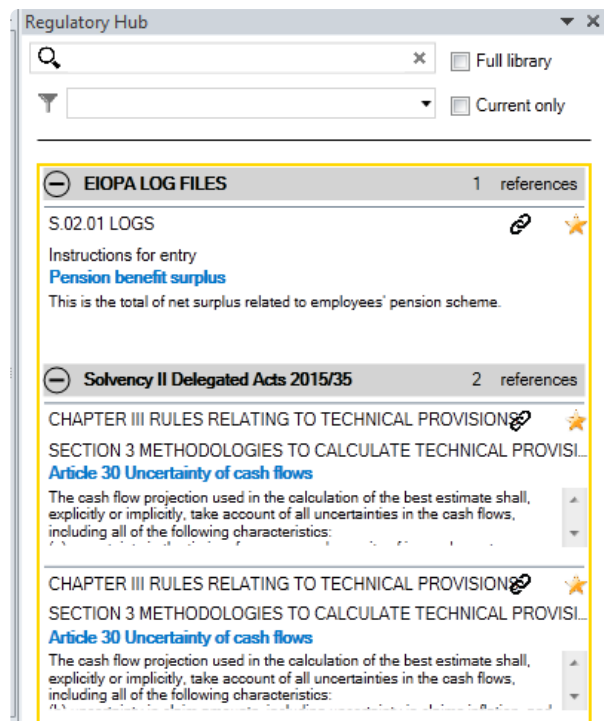 Regulatory Hub
Full library
Current only
EIOPA LOG FILES 1 references
S.02.01 LOGS
Instructions for entry
Pension benefit surplus
This is the total of net surplus related to employees' pension scheme.
Solvency II Delegated Acts 2015/35 2 references
CHAPTER III RULES RELATING TO TECHNICAL PROVISIONS
SECTION 3 METHODOLOGIES TO CALCULATE TECHNICAL PROVISI...
Article 30 Uncertainty of cash flows
The cash flow projection used in the calculation of the best estimate shall,
explicitly or implicitly, take account of all uncertainties in the cash flows,
including all of the following characteristics:
CHAPTER III RULES RELATING TO TECHNICAL PROVISIONS
SECTION 3 METHODOLOGIES TO CALCULATE TECHNICAL PROVISI...
Article 30 Uncertainty of cash flows
The cash flow projection used in the calculation of the best estimate shall,
explicitly or implicitly, take account of all uncertainties in the cash flows,
including all of the following characteristics: